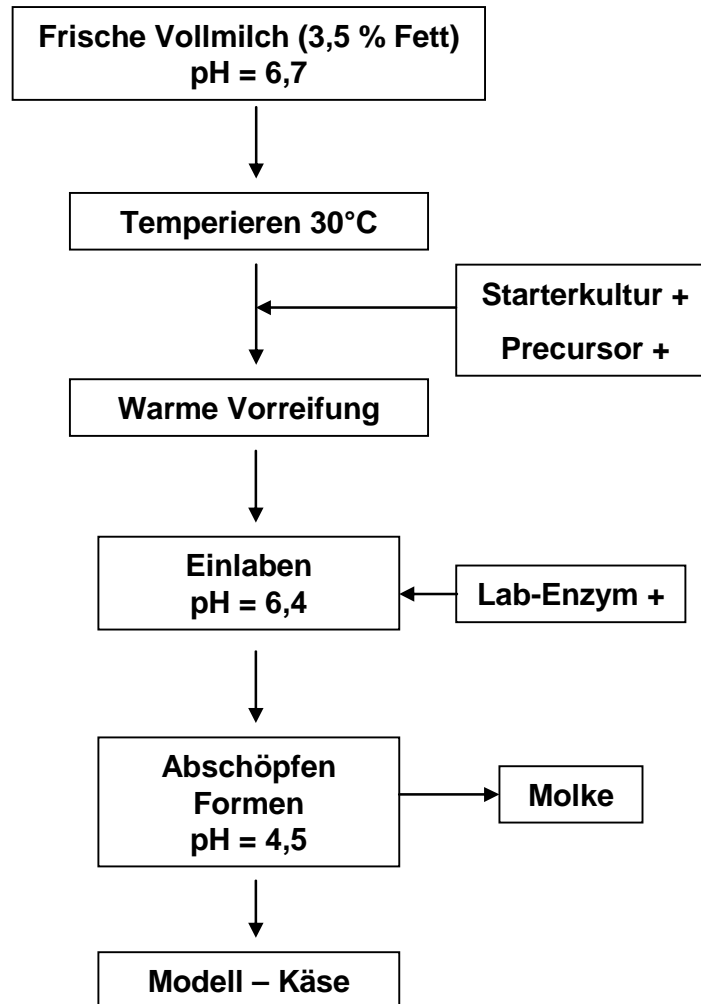 Frische Vollmilch (3,5 % Fett)
pH = 6,7
Temperieren 30°C
Starterkultur +
Precursor +
Warme Vorreifung
Einlaben
pH = 6,4
Lab-Enzym +
Abschöpfen
Formen
pH = 4,5
Molke
Modell – Käse